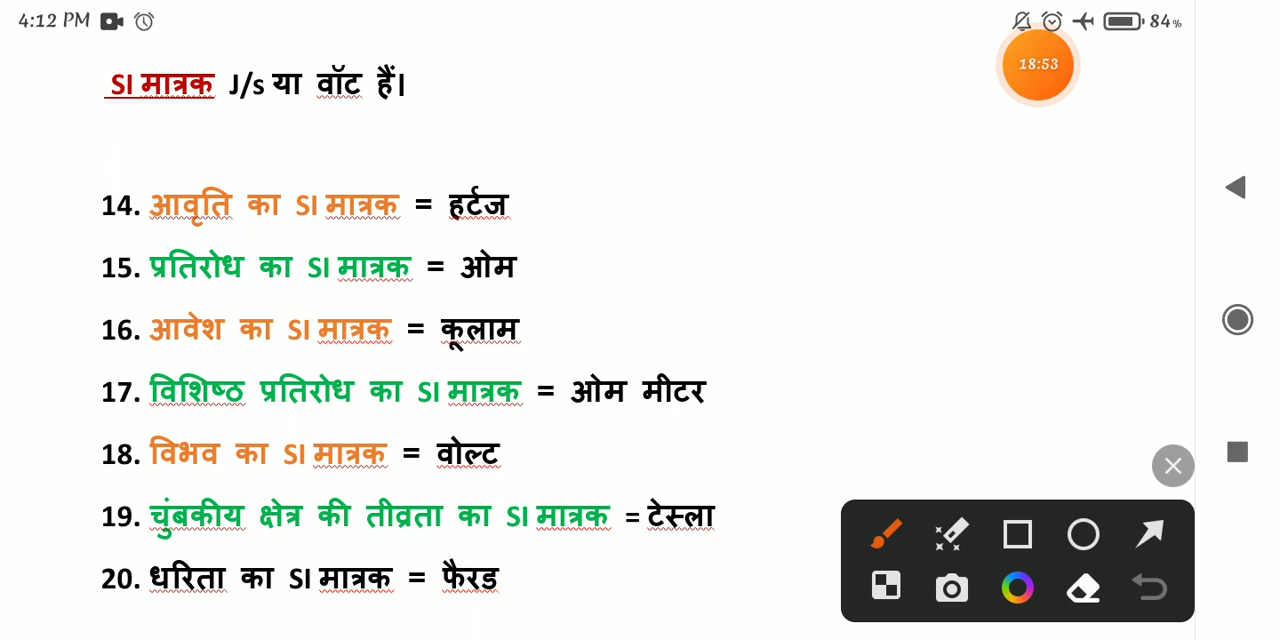 4:12 PM
84%
18:53
SI मात्रक J/s या वॉट हैं।
14. आवृति का SI मात्रक = हर्टज
15. प्रतिरोध का SI मात्रक = ओम
16. आवेश का SI मात्रक = कूलाम
17. विशिष्ठ प्रतिरोध का SI मात्रक = ओम मीटर
18. विभव का SI मात्रक = वोल्ट
19. चुंबकीय क्षेत्र की तीव्रता का SI मात्रक = टेस्ला
20. धरिता का SI मात्रक = फैरड